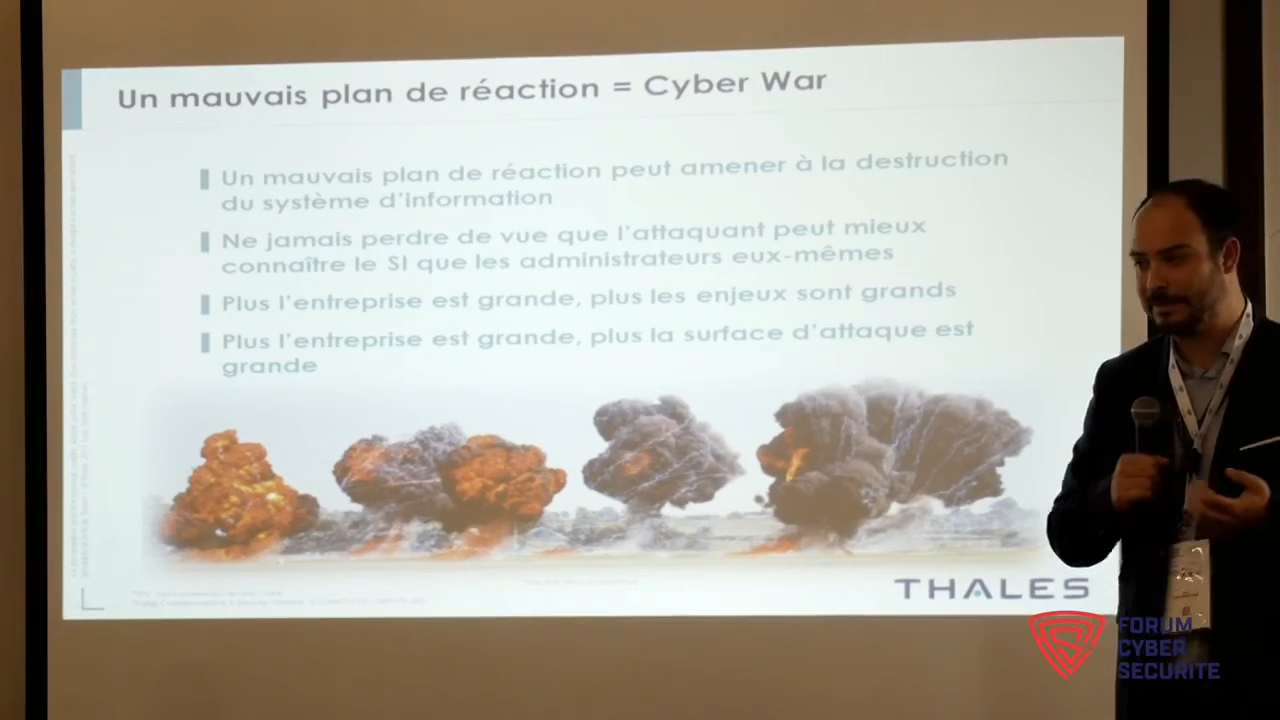 Un mauvais plan de réaction = Cyber War
Un mauvais plan de réaction peut amener à la destruction
du système d'information
Ne jamais perdre de vue que l'attaquant peut mieux
connaître le SI que les administrateurs eux-mêmes
Plus l'entreprise est grande, plus les enjeux sont grands
Plus l'entreprise est grande, plus la surface d'attaque est
grande
THALES
FORUM
CYBER
SECURITE